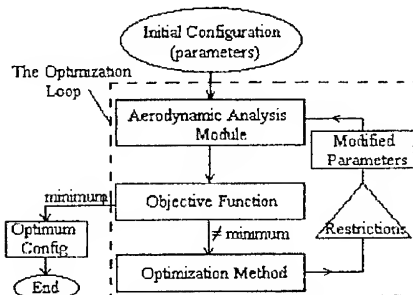 Initial Configuration
(parameters)
The Optimization
Loop
Aerodynamic Analysis
Module
Modified
Parameters
minimum
Objective Function
≠ minimum
Optimum
Config
Restrictions
End
Optimization Method